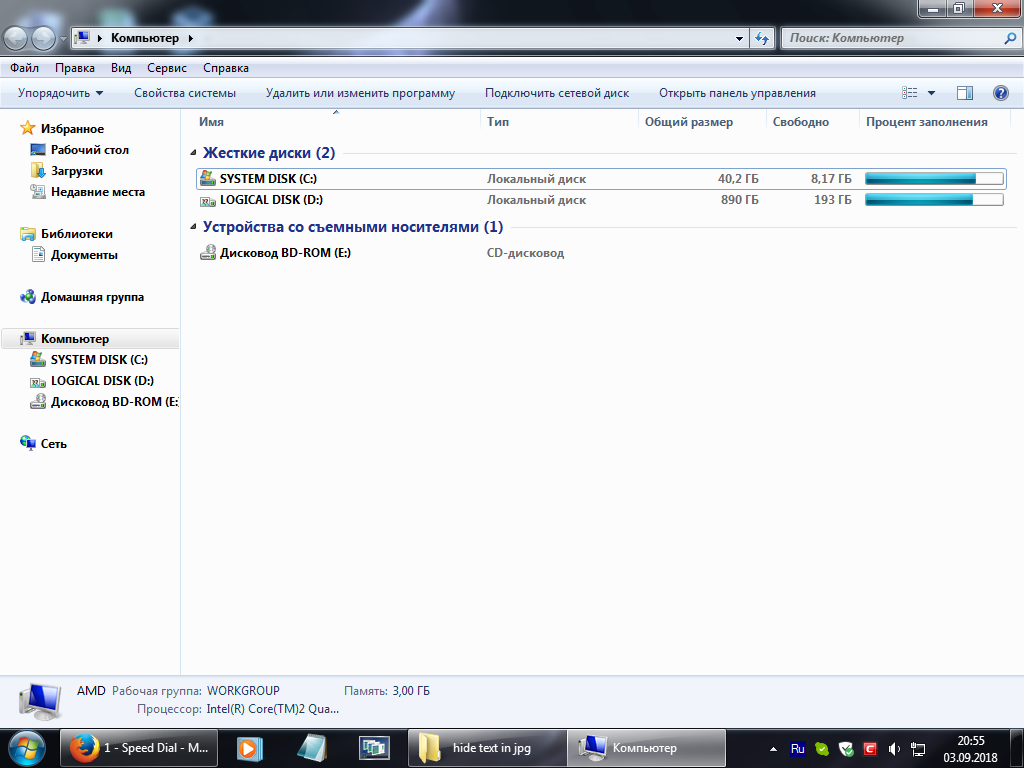 Компьютер
Поиск: Компьютер
Файл Правка Вид Сервис Справка
Упорядочить Свойства системы Удалить или изменить программу Подключить сетевой диск Открыть панель управления
Имя Тип Общий размер Свободно Процент заполнения
Избранное
Рабочий стол
Загрузки
Недавние места
Библиотеки
Документы
Домашняя группа
Компьютер
SYSTEM DISK (C:)
LOGICAL DISK (D:)
Дисковод BD-ROM (E:
Сеть
Жесткие диски (2)
SYSTEM DISK (C:) Локальный диск 40,2 ГБ 8,17 ГБ
LOGICAL DISK (D:) Локальный диск 890 ГБ 193 ГБ
Устройства со съемными носителями (1)
Дисковод BD-ROM (E:) CD-дисковод
AMD Рабочая группа: WORKGROUP Память: 3,00 ГБ
Процессор: Intel(R) Core(TM)2 Qua...
1 - Speed Dial - M... hide text in jpg Компьютер Ru 20:55
03.09.2018